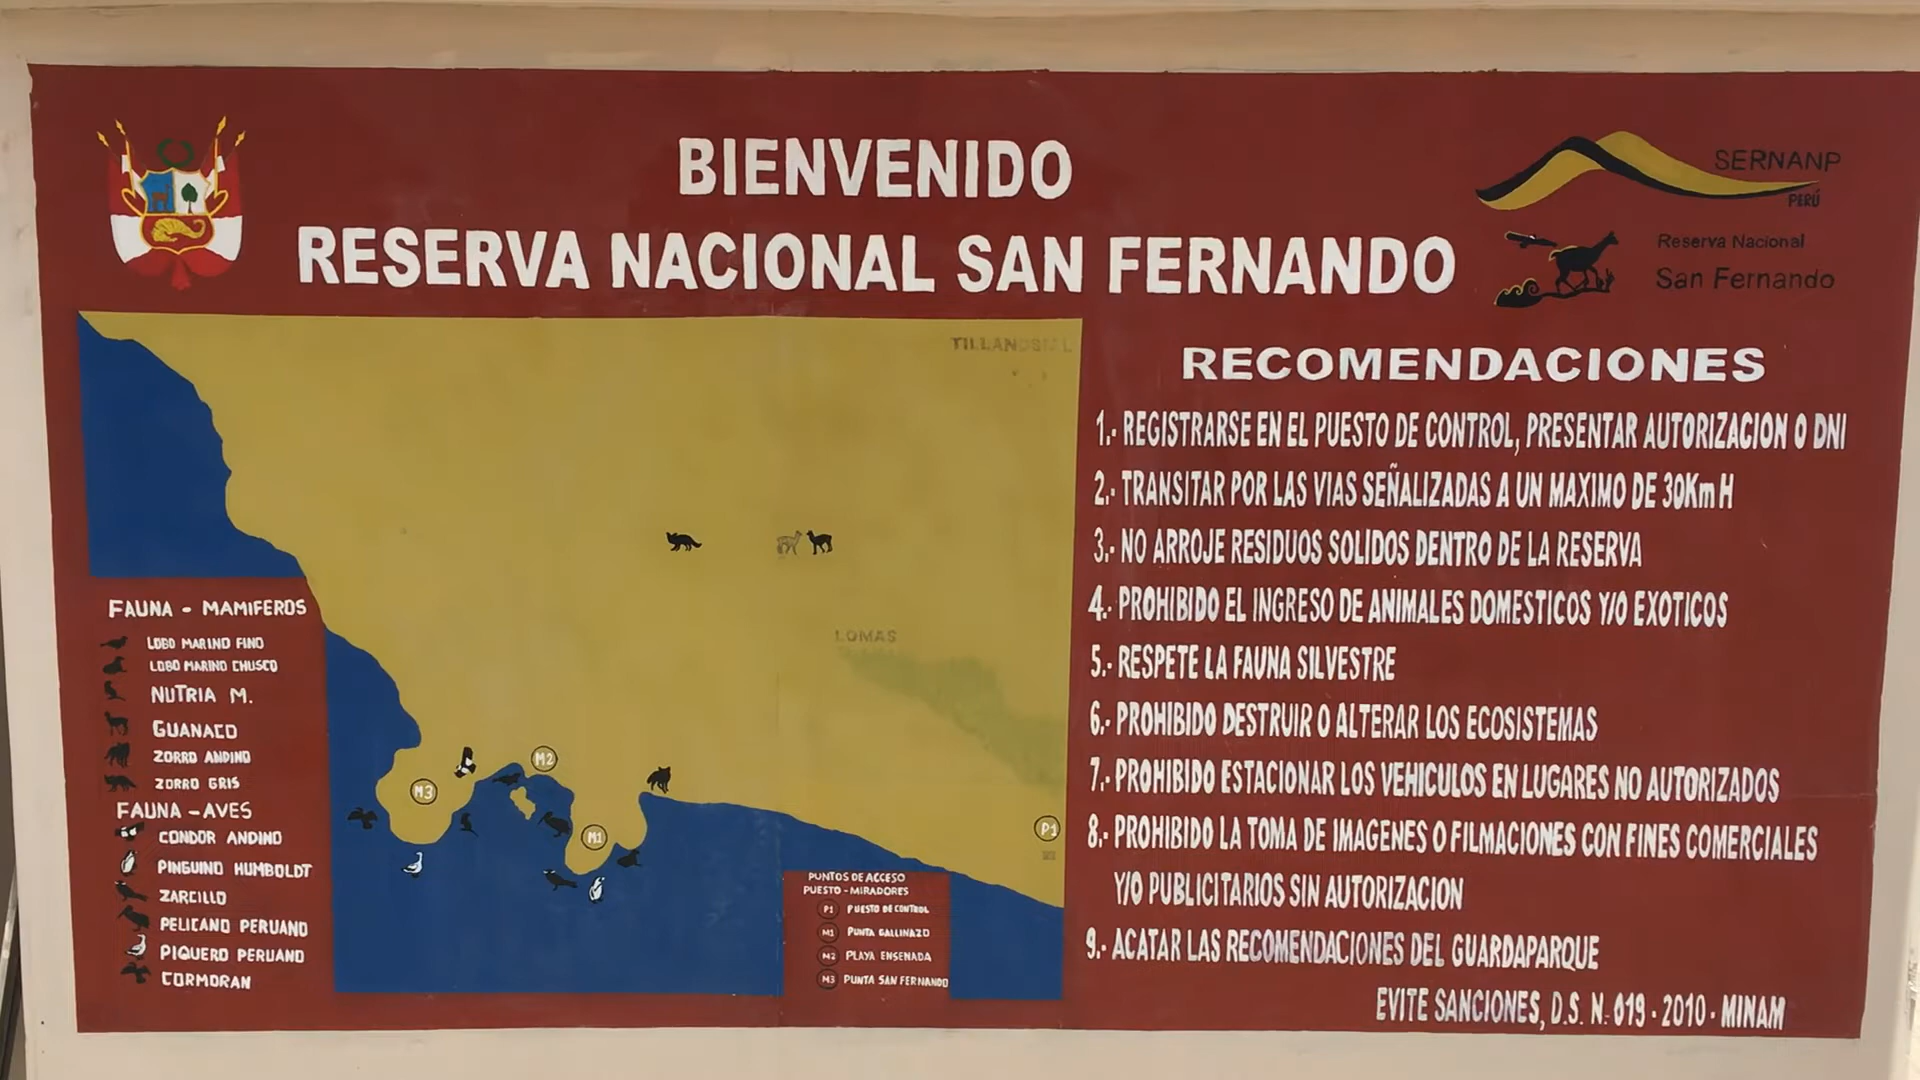 BIENVENIDO
RESERVA NACIONAL SAN FERNANDO
SERNANP
PERÚ
Reserva Nacional
San Fernando
TILLANDSIAL
LOMAS
M3
M2
M1
P1
FAUNA - MAMIFEROS
LOBO MARINO FINO
LOBO MARINO CHUSCO
NUTRIA M.
GUANACO
ZORRO ANDINO
ZORRO GRIS
FAUNA - AVES
CONDOR ANDINO
PINGUINO HUMBOLDT
ZARCILLO
PELICANO PERUANO
PIQUERO PERUANO
CORMORAN
PUNTOS DE ACCESO
PUESTO - MIRADORES
P1 PUESTO DE CONTROL
M1 PUNTA GALLINAZO
M2 PLAYA ENSENADA
M3 PUNTA SAN FERNANDO
RECOMENDACIONES
1.- REGISTRARSE EN EL PUESTO DE CONTROL, PRESENTAR AUTORIZACION O DNI
2.- TRANSITAR POR LAS VIAS SEÑALIZADAS A UN MAXIMO DE 30Km H
3.- NO ARROJE RESIDUOS SOLIDOS DENTRO DE LA RESERVA
4.- PROHIBIDO EL INGRESO DE ANIMALES DOMESTICOS Y/O EXOTICOS
5.- RESPETE LA FAUNA SILVESTRE
6.- PROHIBIDO DESTRUIR O ALTERAR LOS ECOSISTEMAS
7.- PROHIBIDO ESTACIONAR LOS VEHICULOS EN LUGARES NO AUTORIZADOS
8.- PROHIBIDO LA TOMA DE IMAGENES O FILMACIONES CON FINES COMERCIALES
Y/O PUBLICITARIOS SIN AUTORIZACION
9.- ACATAR LAS RECOMENDACIONES DEL GUARDAPARQUE
EVITE SANCIONES, D.S. N. 019 - 2010 - MINAM